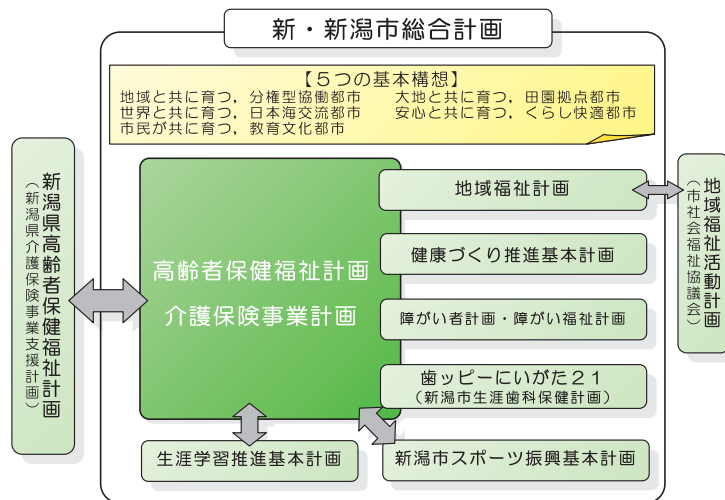 新・新潟市総合計画
【５つの基本構想】
地域と共に育つ，分権型協働都市　　大地と共に育つ，田園拠点都市
世界と共に育つ，日本海交流都市　　安心と共に育つ，くらし快適都市
市民が共に育つ，教育文化都市
新潟県高齢者保健福祉計画
（新潟県介護保険事業支援計画）
高齢者保健福祉計画
介護保険事業計画
地域福祉計画
健康づくり推進基本計画
障がい者計画・障がい福祉計画
歯ッピーにいがた２１
（新潟市生涯歯科保健計画）
地域福祉活動計画
（市社会福祉協議会）
生涯学習推進基本計画
新潟市スポーツ振興基本計画